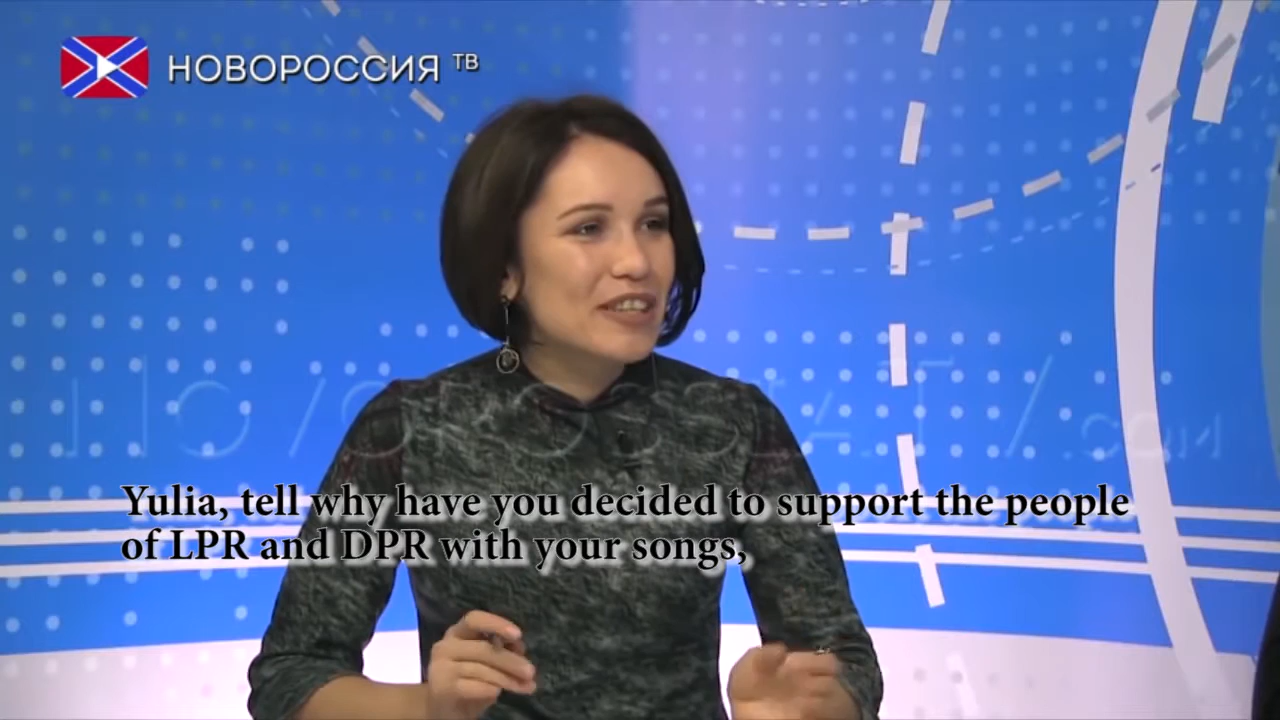 НОВОРОССИЯ ТВ
Yulia, tell why have you decided to support the people
of LPR and DPR with your songs,